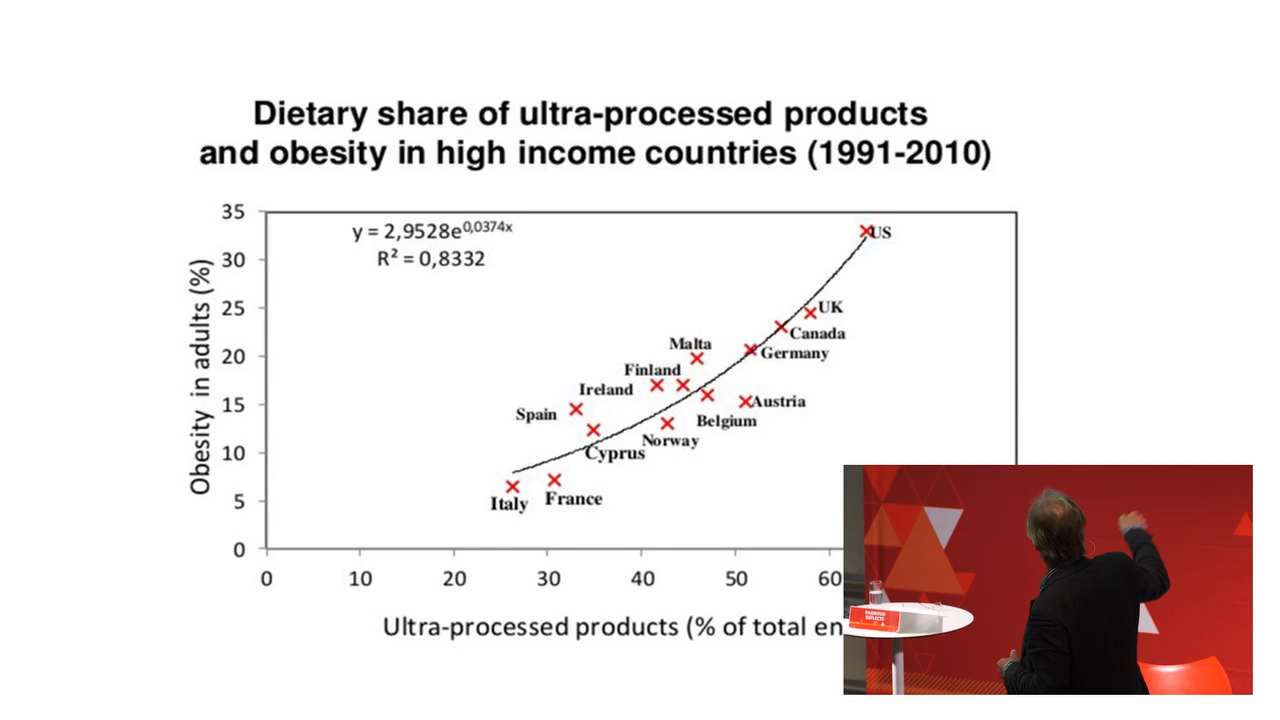 Dietary share of ultra-processed products
and obesity in high income countries (1991-2010)
y = 2,9528e^0,0374x
R² = 0,8332
Obesity in adults (%)
35
30
25
20
15
10
5
0
US
UK
Canada
Malta
Germany
Finland
Ireland
Austria
Spain
Belgium
Norway
Cyprus
Italy
France
0 10 20 30 40 50 60
Ultra-processed products (% of total en
RADBOUD
REFLECTS